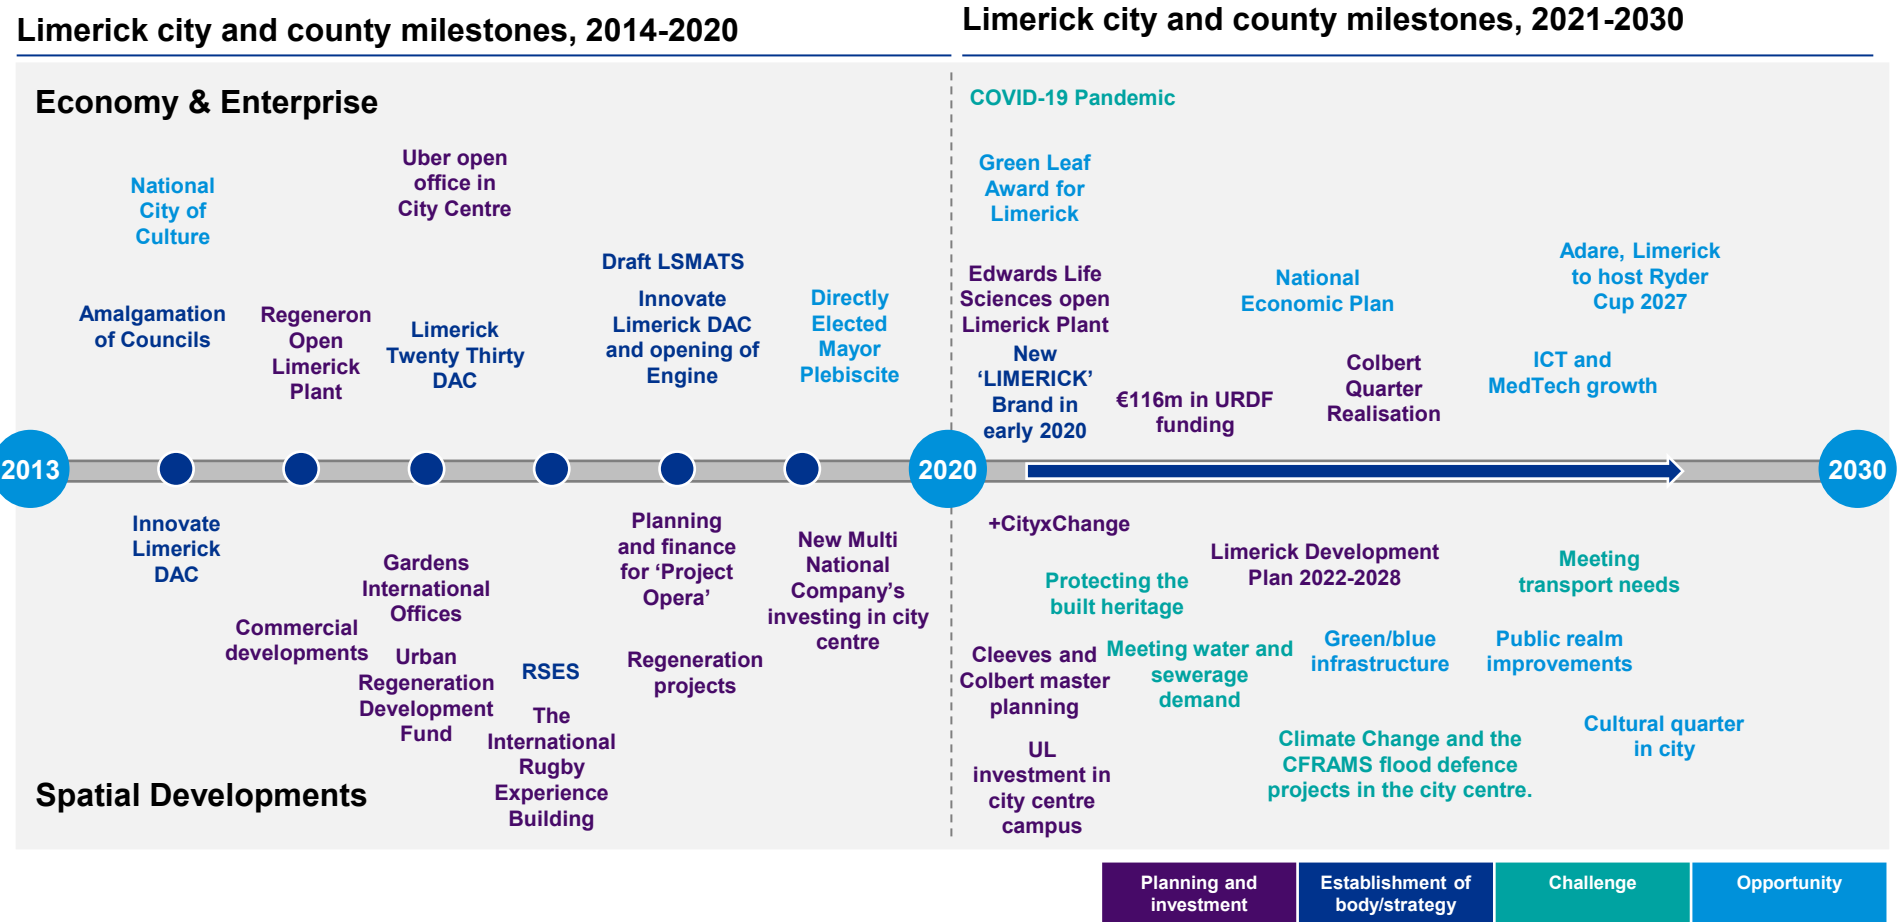 Limerick city and county milestones, 2014-2020
Limerick city and county milestones, 2021-2030
Economy & Enterprise
National
City of
Culture
Uber open
office in
City Centre
Draft LSMATS
Amalgamation
of Councils
Regeneron
Open
Limerick
Plant
Limerick
Twenty Thirty
DAC
Innovate
Limerick DAC
and opening of
Engine
Directly
Elected
Mayor
Plebiscite
COVID-19 Pandemic
Green Leaf
Award for
Limerick
Edwards Life
Sciences open
Limerick Plant
New
‘LIMERICK’
Brand in
early 2020
€116m in URDF
funding
National
Economic Plan
Colbert
Quarter
Realisation
Adare, Limerick
to host Ryder
Cup 2027
ICT and
MedTech growth
2013
2020
2030
Innovate
Limerick
DAC
Commercial
developments
Gardens
International
Offices
Urban
Regeneration
Development
Fund
RSES
The
International
Rugby
Experience
Building
Planning
and finance
for ‘Project
Opera’
Regeneration
projects
New Multi
National
Company’s
investing in city
centre
Spatial Developments
+CityxChange
Protecting the
built heritage
Limerick Development
Plan 2022-2028
Meeting
transport needs
Cleeves and
Colbert master
planning
Meeting water and
sewerage
demand
Green/blue
infrastructure
Public realm
improvements
UL
investment in
city centre
campus
Climate Change and the
CFRAMS flood defence
projects in the city centre.
Cultural quarter
in city
Planning and
investment
Establishment of
body/strategy
Challenge
Opportunity